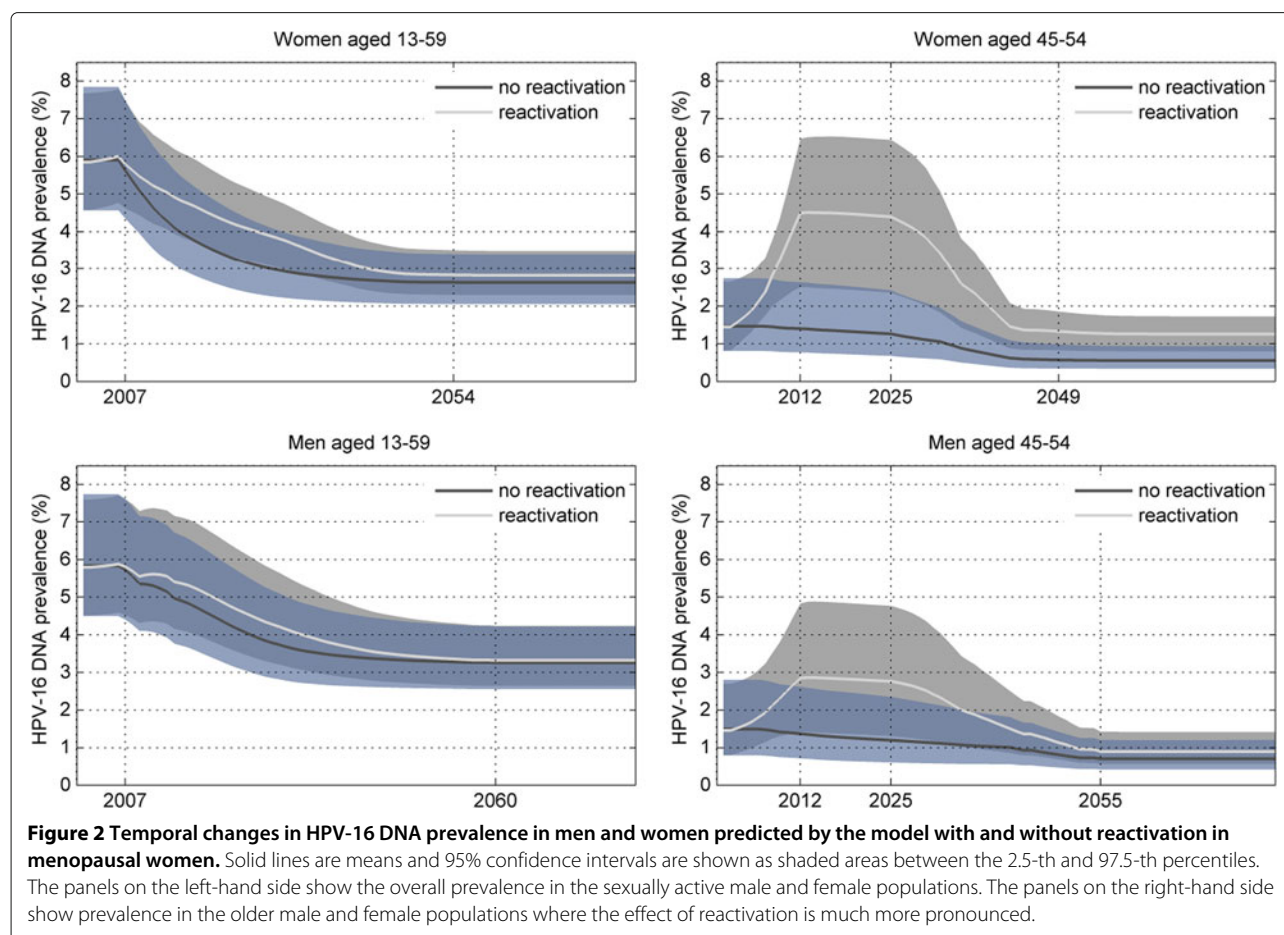 Women aged 13-59
HPV-16 DNA prevalence (%)
8
7
6
5
4
3
2
1
0
no reactivation
reactivation
2007
2054
Women aged 45-54
HPV-16 DNA prevalence (%)
8
7
6
5
4
3
2
1
0
no reactivation
reactivation
2012
2025
2049
Men aged 13-59
HPV-16 DNA prevalence (%)
8
7
6
5
4
3
2
1
0
no reactivation
reactivation
2007
2060
Men aged 45-54
HPV-16 DNA prevalence (%)
8
7
6
5
4
3
2
1
0
no reactivation
reactivation
2012
2025
2055
Figure 2 Temporal changes in HPV-16 DNA prevalence in men and women predicted by the model with and without reactivation in
menopausal women. Solid lines are means and 95% confidence intervals are shown as shaded areas between the 2.5-th and 97.5-th percentiles.
The panels on the left-hand side show the overall prevalence in the sexually active male and female populations. The panels on the right-hand side
show prevalence in the older male and female populations where the effect of reactivation is much more pronounced.